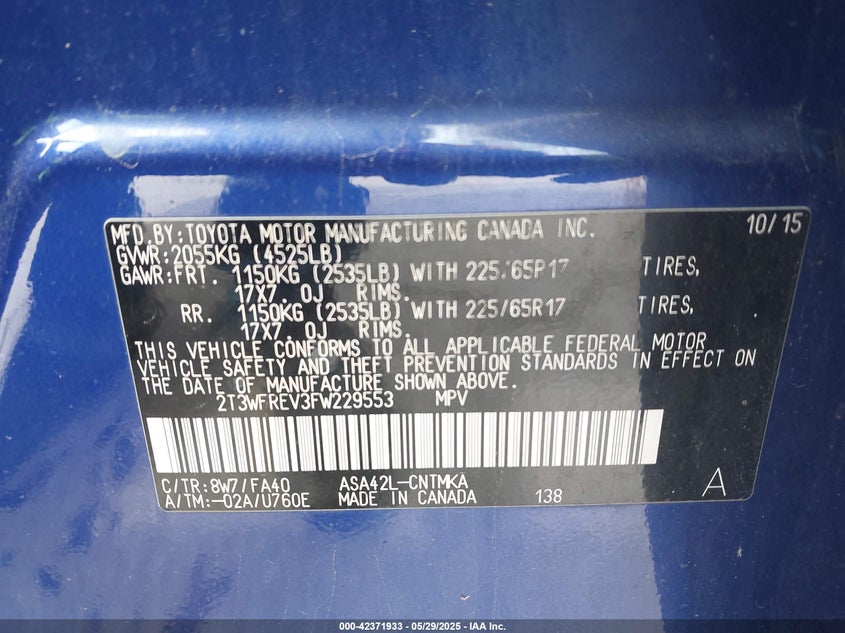 MFD.BY:TOYOTA MOTOR MANUFACTURING CANADA INC. 10/15
GVWR:2055KG (4525LB)
GAWR:FRT. 1150KG (2535LB) WITH 225/65R17 TIRES,
17X7.0J RIMS.
RR. 1150KG (2535LB) WITH 225/65R17 TIRES,
17X7.0J RIMS.
THIS VEHICLE CONFORMS TO ALL APPLICABLE FEDERAL MOTOR
VEHICLE SAFETY AND THEFT PREVENTION STANDARDS IN EFFECT ON
THE DATE OF MANUFACTURE SHOWN ABOVE.
2T3WFREV3FW229553 MPV
C/TR:8W7/FA40 ASA42L-CNTMKA
A/TM:-02A/U760E MADE IN CANADA 138 A
000-42371933 - 05/29/2025 - IAA Inc.